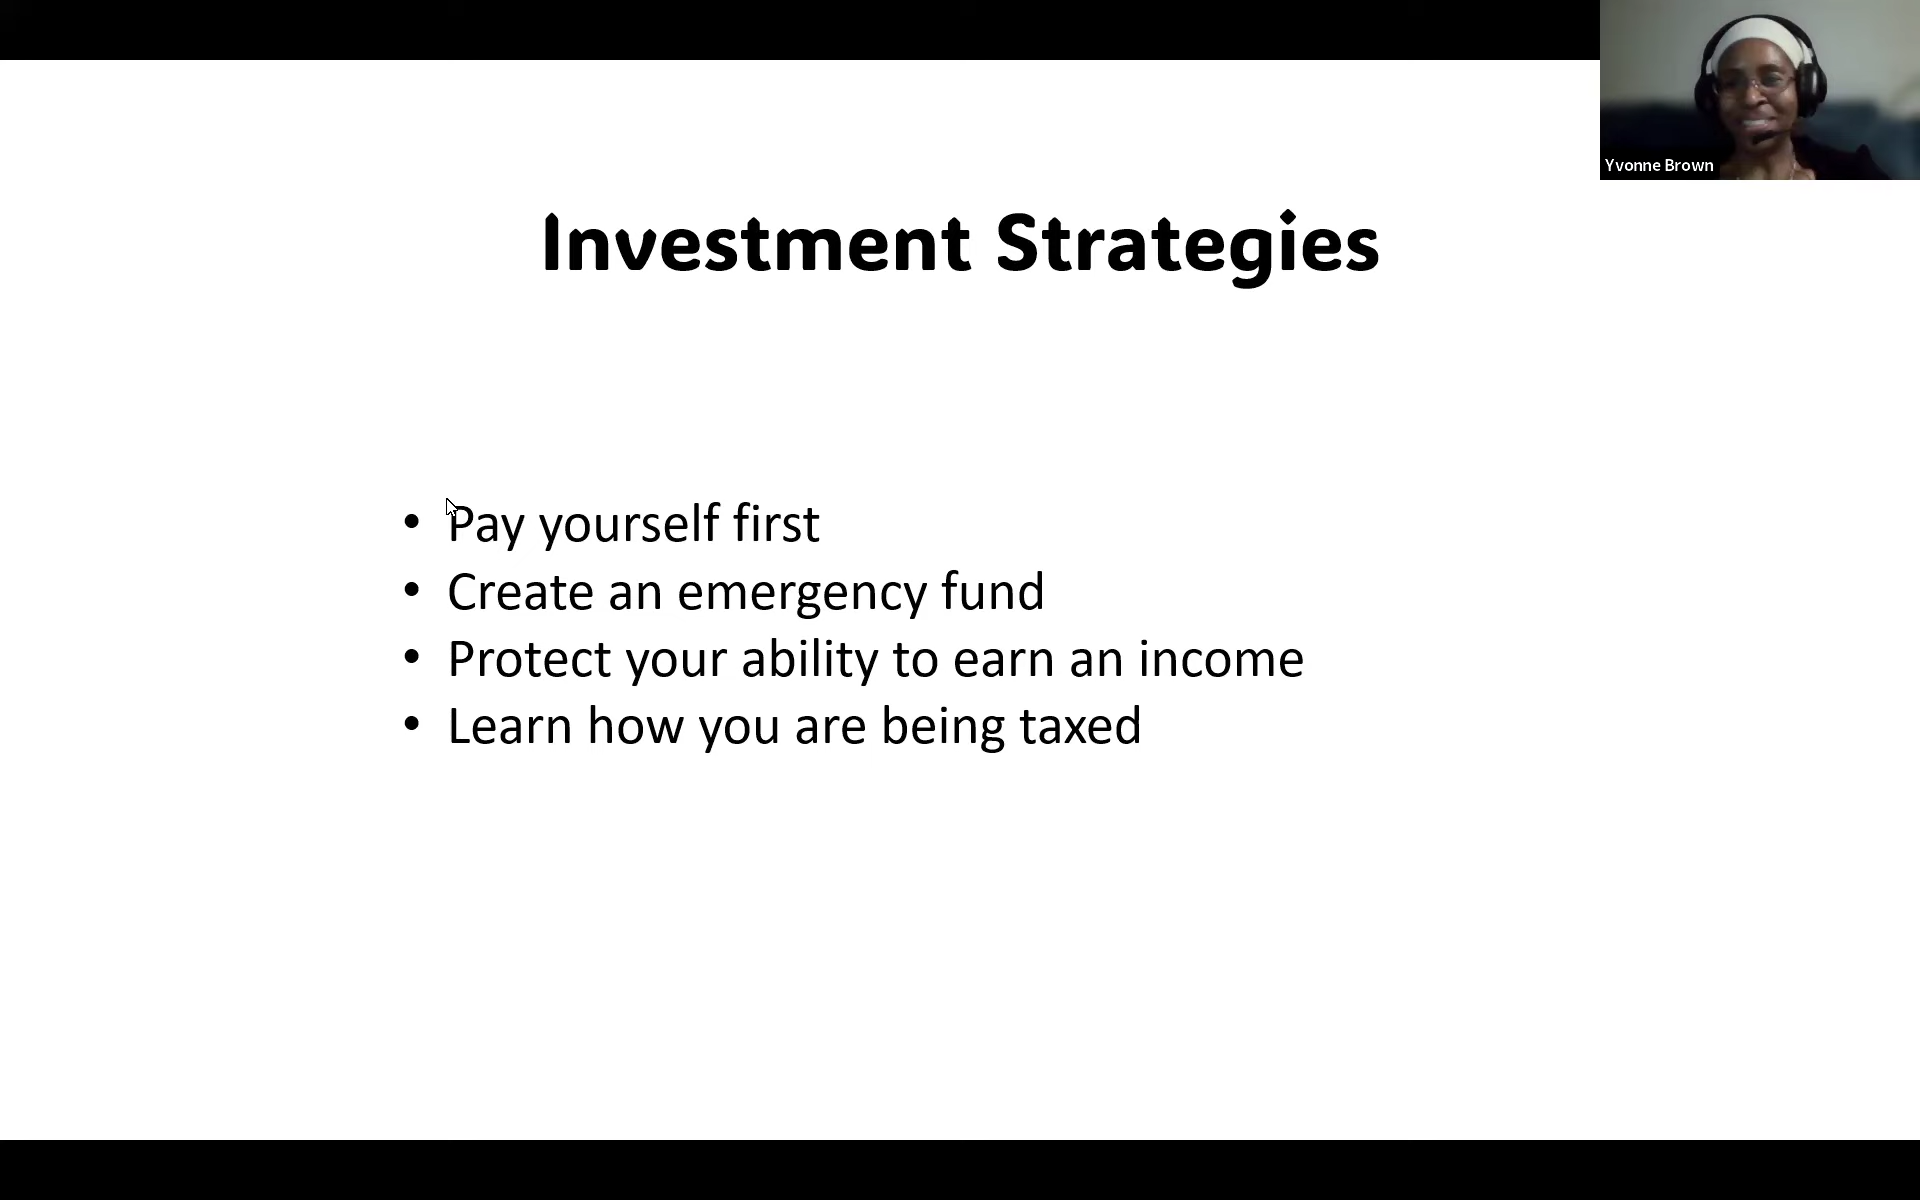 Yvonne Brown
Investment Strategies
• Pay yourself first
• Create an emergency fund
• Protect your ability to earn an income
• Learn how you are being taxed